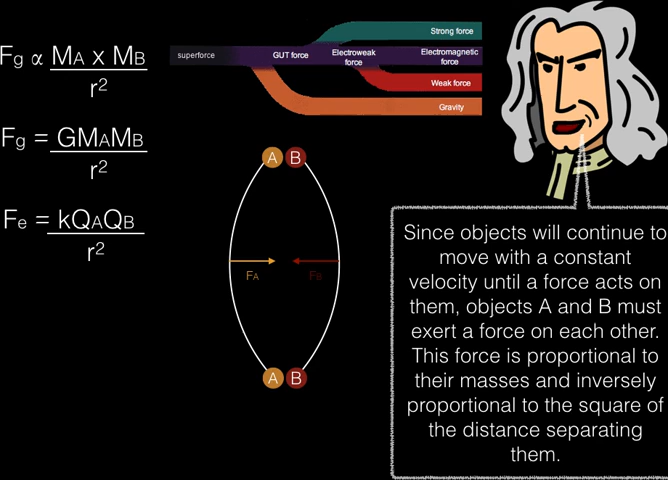 Fg ∝ MA x MB
r2
Fg = GMAMB
r2
Fe = kQAQB
r2
superforce
GUT force
Electroweak
force
Strong force
Electromagnetic
force
Weak force
Gravity
A B
FA
FB
A B
Since objects will continue to
move with a constant
velocity until a force acts on
them, objects A and B must
exert a force on each other.
This force is proportional to
their masses and inversely
proportional to the square of
the distance separating
them.